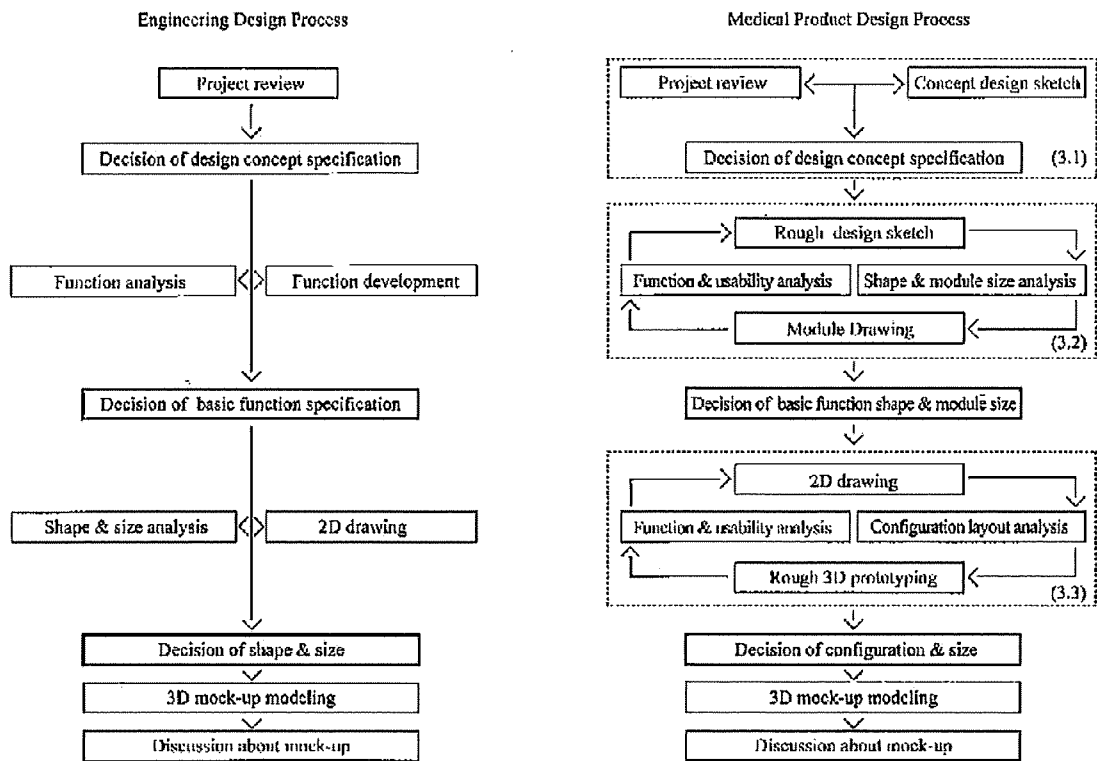 Engineering Design Process
Project review
Decision of design concept specification
Function analysis
Function development
Decision of basic function specification
Shape & size analysis
2D drawing
Decision of shape & size
3D mock-up modeling
Discussion about mock-up
Medical Product Design Process
Project review
Concept design sketch
Decision of design concept specification
(3.1)
Rough design sketch
Function & usability analysis
Shape & module size analysis
Module Drawing
(3.2)
Decision of basic function shape & module size
2D drawing
Function & usability analysis
Configuration layout analysis
Rough 3D prototyping
(3.3)
Decision of configuration & size
3D mock-up modeling
Discussion about mock-up